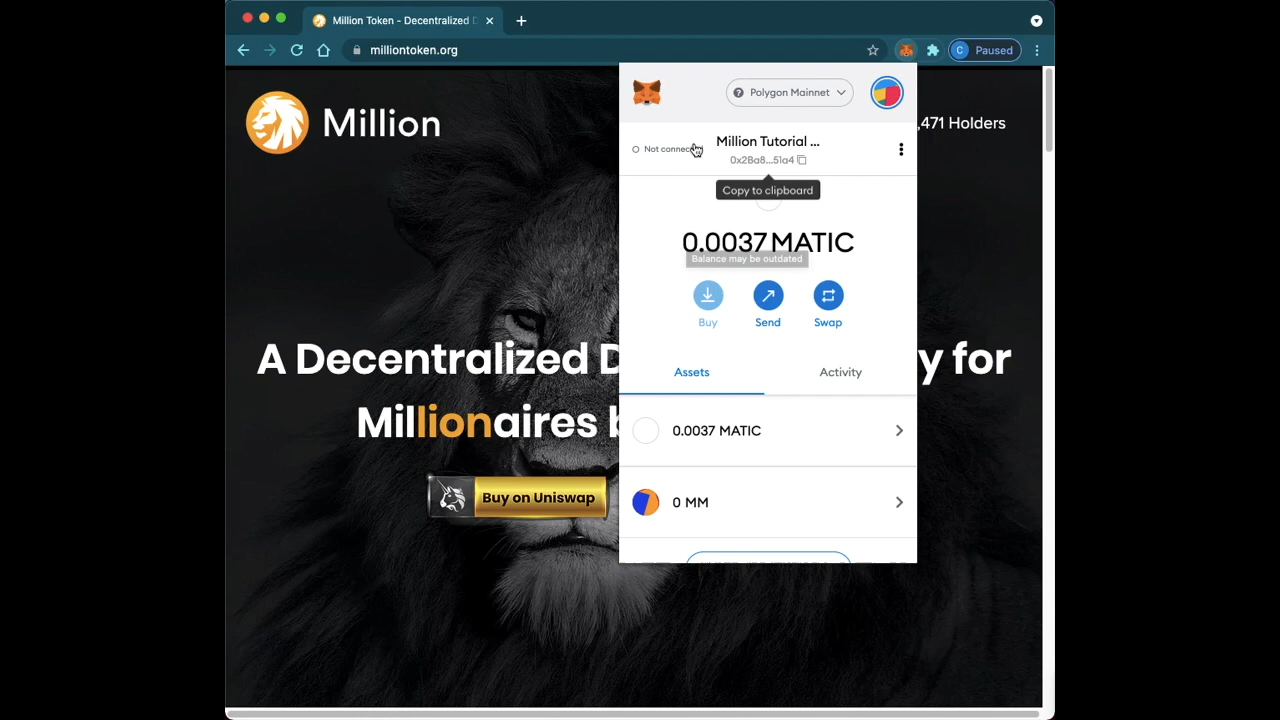 Million Token - Decentralized D
milliontoken.org
C Paused
Million
,471 Holders
Polygon Mainnet
Not connec
Million Tutorial ...
0x2Ba8...51a4
Copy to clipboard
0.0037 MATIC
Balance may be outdated
Buy
Send
Swap
A Decentralized D
y for
Assets
Activity
Millionaires b
0.0037 MATIC
Buy on Uniswap
0 MM